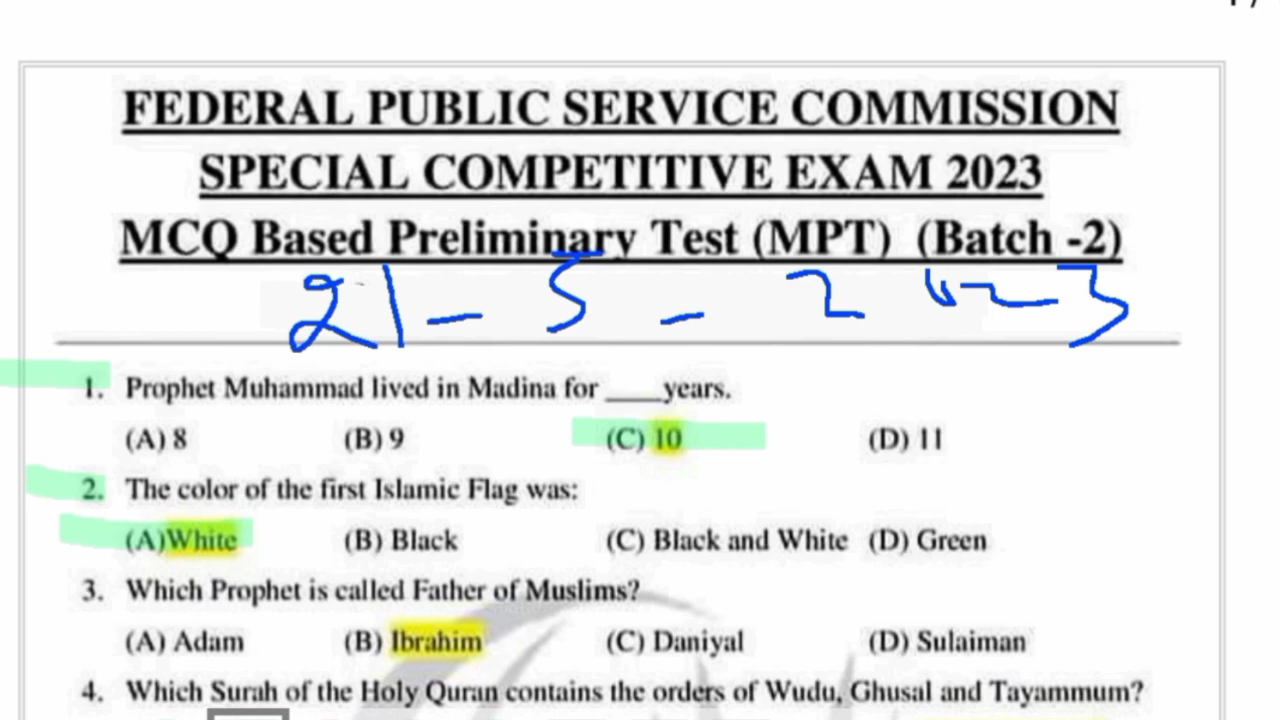 FEDERAL PUBLIC SERVICE COMMISSION
SPECIAL COMPETITIVE EXAM 2023
MCQ Based Preliminary Test (MPT) (Batch -2)
21 - 5 - 2023
1. Prophet Muhammad lived in Madina for ____years.
(A) 8 (B) 9 (C) 10 (D) 11
2. The color of the first Islamic Flag was:
(A)White (B) Black (C) Black and White (D) Green
3. Which Prophet is called Father of Muslims?
(A) Adam (B) Ibrahim (C) Daniyal (D) Sulaiman
4. Which Surah of the Holy Quran contains the orders of Wudu, Ghusal and Tayammum?